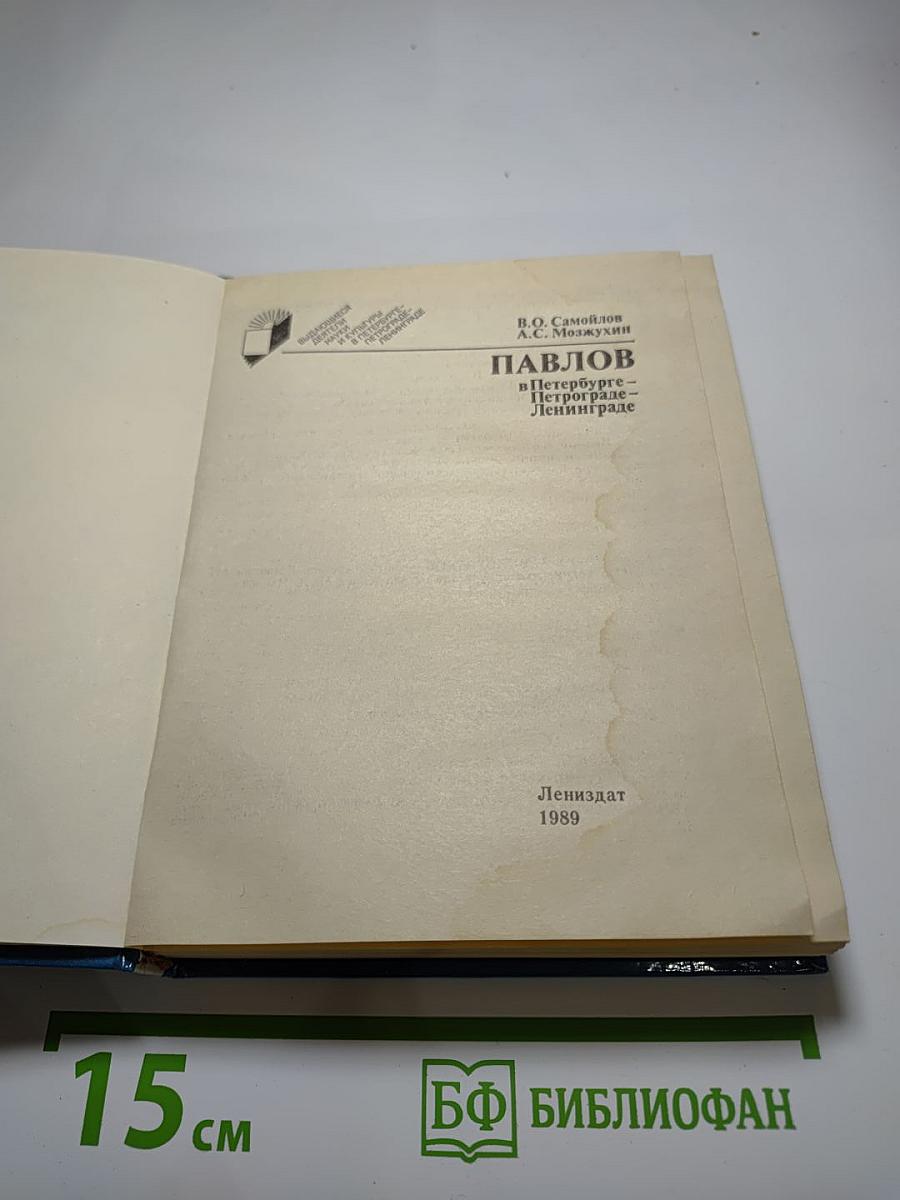 ВЫДАЮЩИЕСЯ
ДЕЯТЕЛИ
НАУКИ
И КУЛЬТУРЫ
В ПЕТЕРБУРГЕ–
ПЕТРОГРАДЕ–
ЛЕНИНГРАДЕ
В.О. Самойлов
А.С. Мозжухин
ПАВЛОВ
в Петербурге –
Петрограде –
Ленинграде
Лениздат
1989
15 см
БФ БИБЛИОФАН